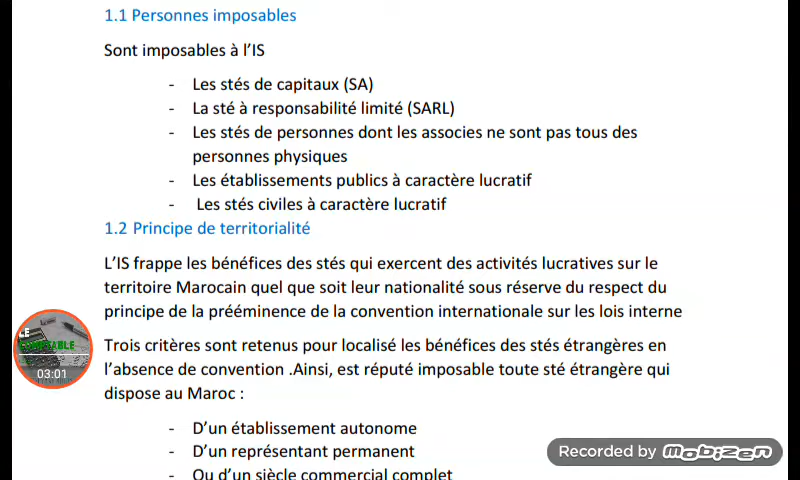 1.1 Personnes imposables
Sont imposables à l’IS
- Les stés de capitaux (SA)
- La sté à responsabilité limité (SARL)
- Les stés de personnes dont les associes ne sont pas tous des
personnes physiques
- Les établissements publics à caractère lucratif
- Les stés civiles à caractère lucratif
1.2 Principe de territorialité
L’IS frappe les bénéfices des stés qui exercent des activités lucratives sur le
territoire Marocain quel que soit leur nationalité sous réserve du respect du
principe de la prééminence de la convention internationale sur les lois interne
Trois critères sont retenus pour localisé les bénéfices des stés étrangères en
l’absence de convention .Ainsi, est réputé imposable toute sté étrangère qui
dispose au Maroc :
- D’un établissement autonome
- D’un représentant permanent
- Ou d’un siècle commercial complet
03:01
Recorded by mobizen